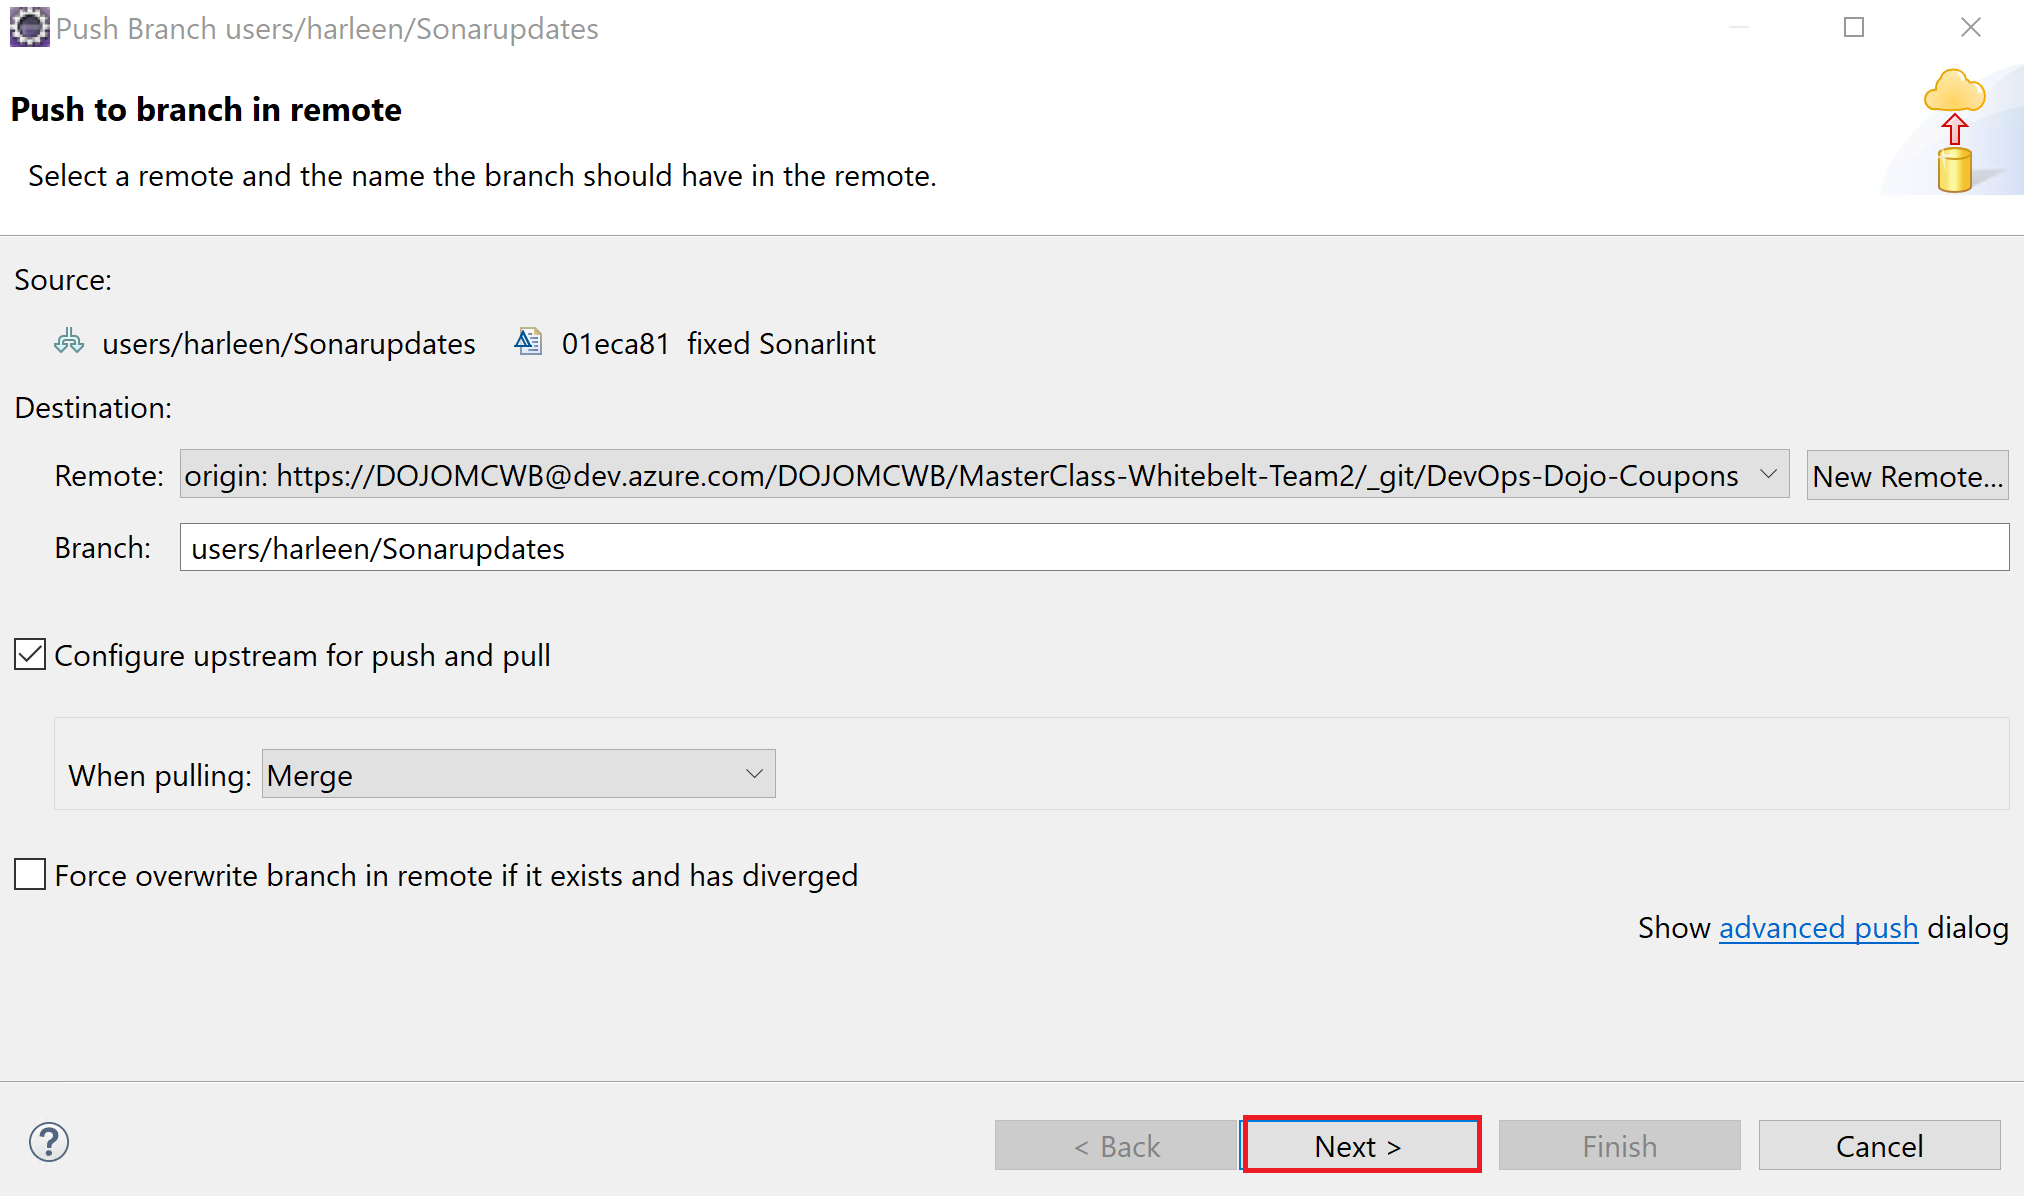 Push Branch users/harleen/Sonarupdates
Push to branch in remote
Select a remote and the name the branch should have in the remote.
Source:
users/harleen/Sonarupdates 01eca81 fixed Sonarlint
Destination:
Remote: origin: https://DOJOMCWB@dev.azure.com/DOJOMCWB/MasterClass-Whitebelt-Team2/_git/DevOps-Dojo-Coupons New Remote...
Branch: users/harleen/Sonarupdates
Configure upstream for push and pull
When pulling: Merge
Force overwrite branch in remote if it exists and has diverged
Show advanced push dialog
? < Back Next > Finish Cancel